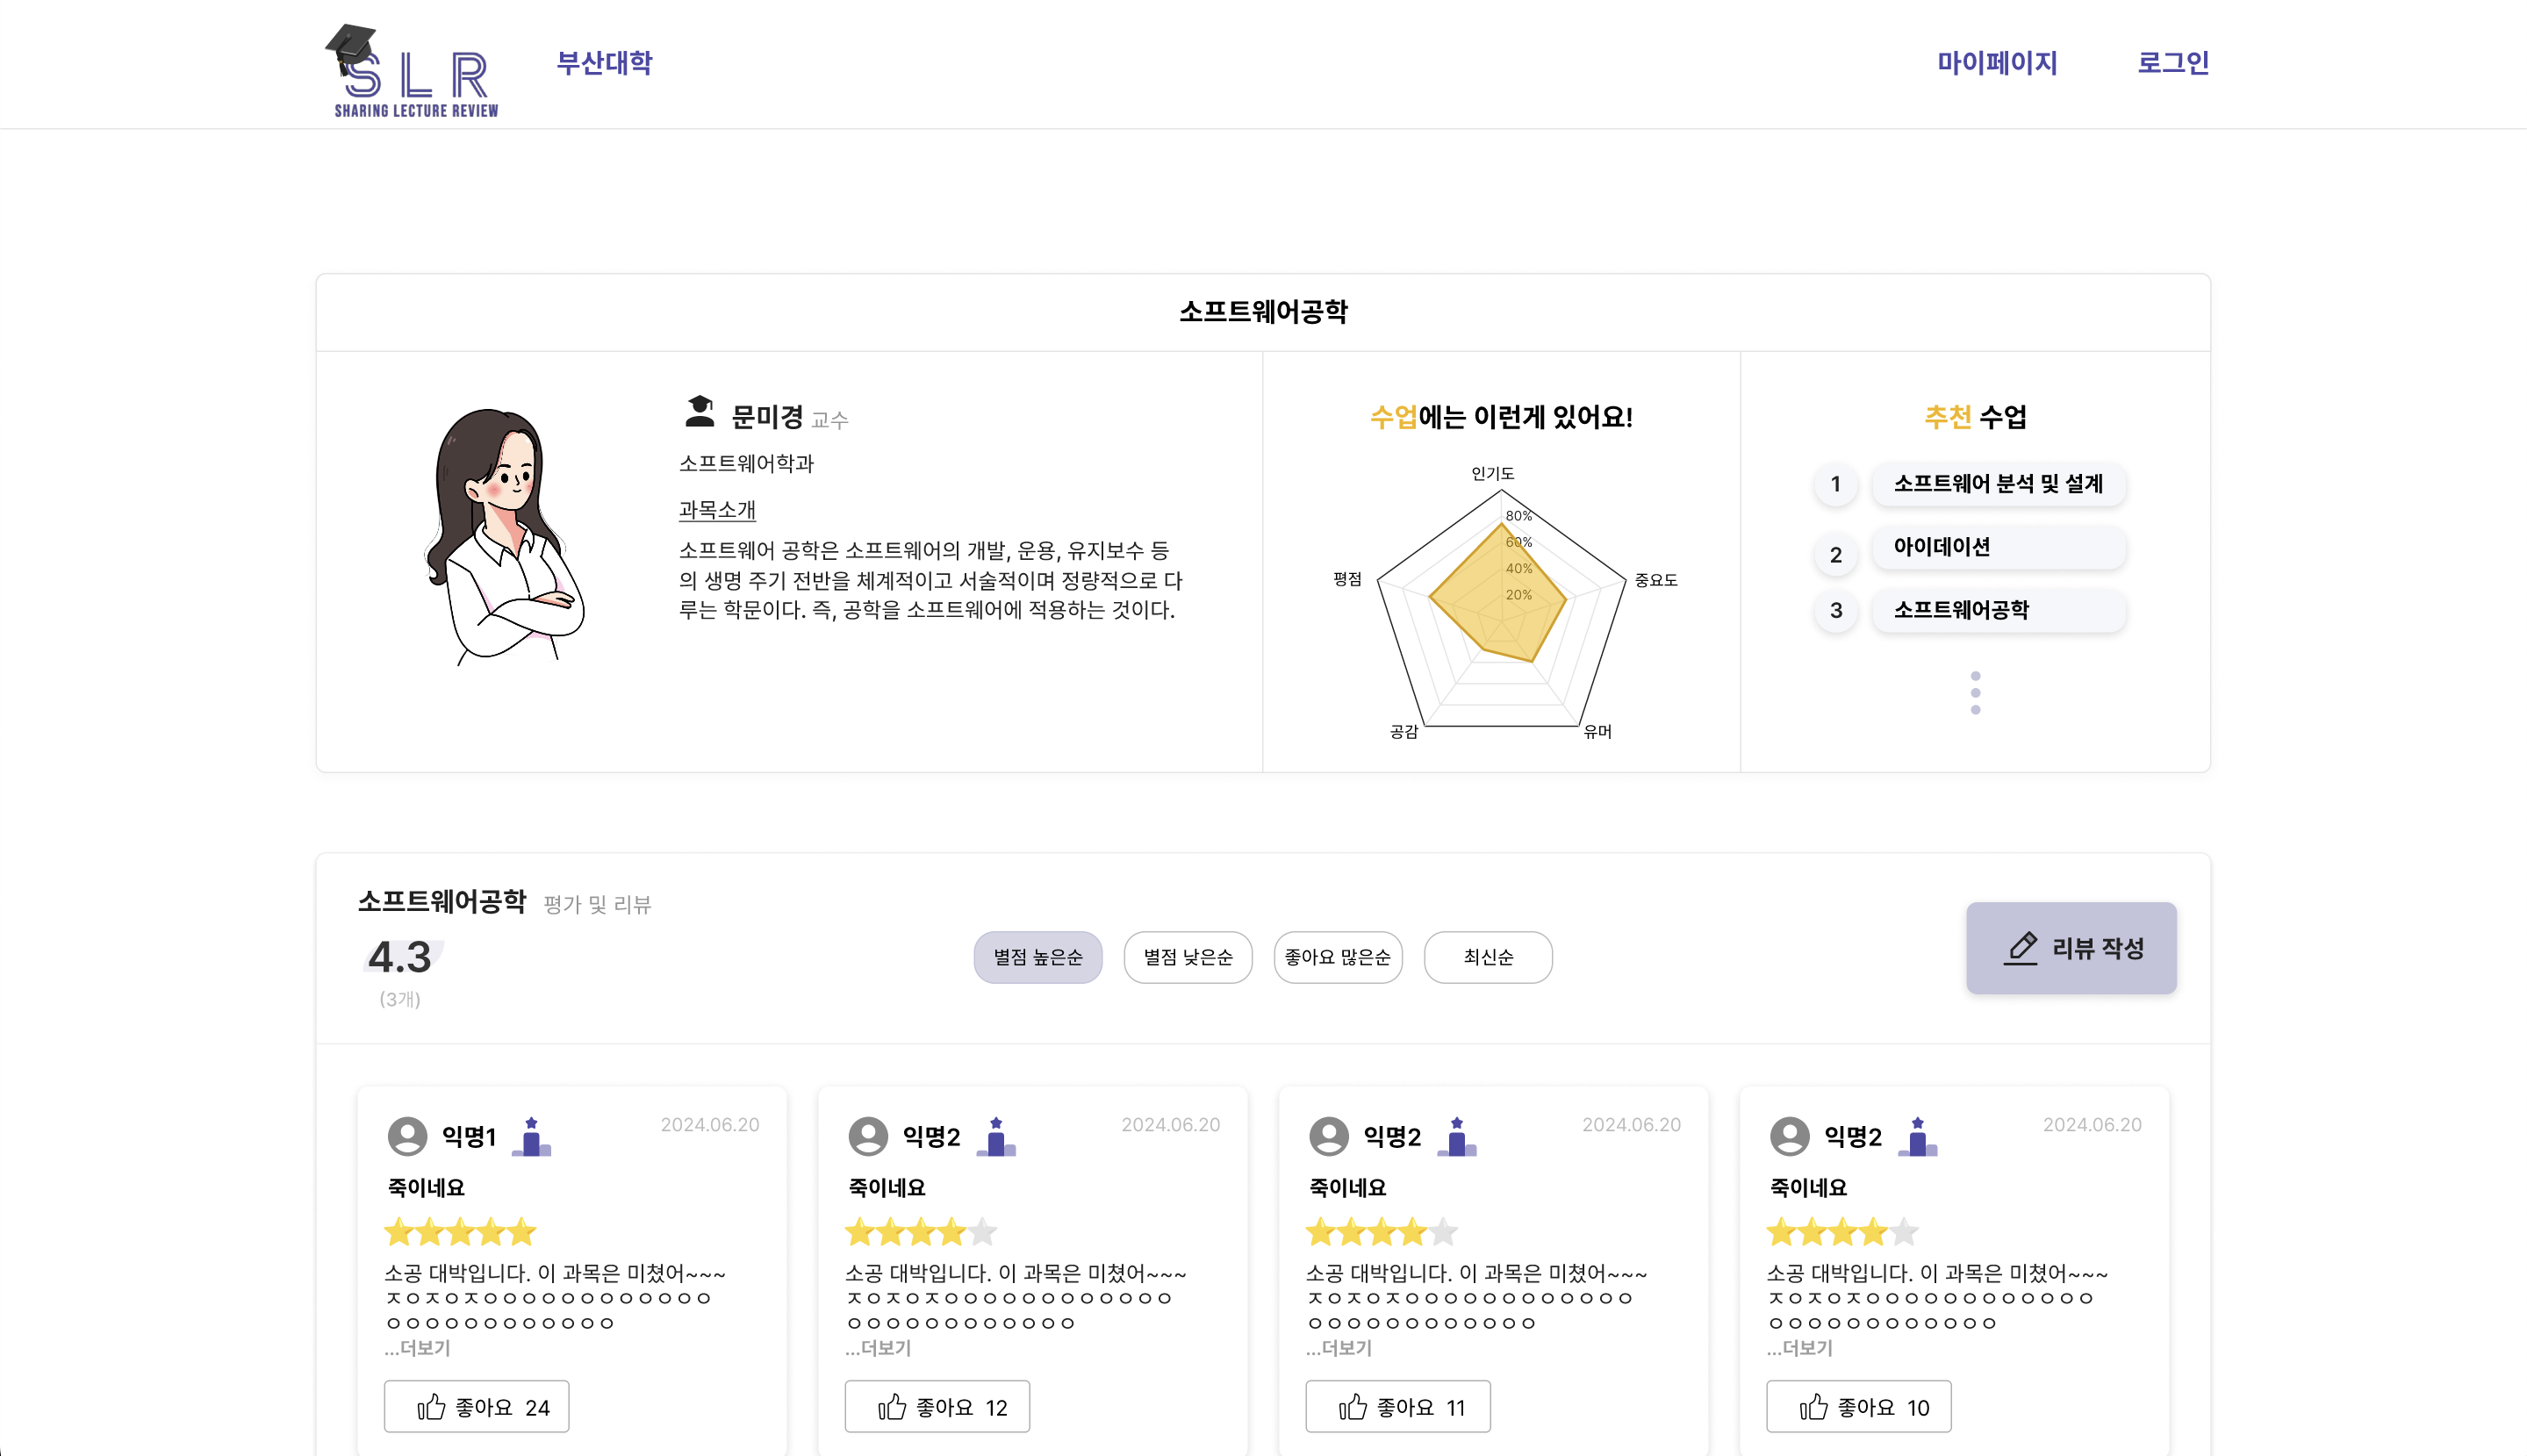 SLR
SHARING LECTURE REVIEW
부산대학
마이페이지
로그인
소프트웨어공학
문미경 교수
소프트웨어학과
과목소개
소프트웨어 공학은 소프트웨어의 개발, 운용, 유지보수 등
의 생명 주기 전반을 체계적이고 서술적이며 정량적으로 다
루는 학문이다. 즉, 공학을 소프트웨어에 적용하는 것이다.
수업에는 이런게 있어요!
인기도
80%
60%
40%
20%
평점
중요도
공감
유머
추천 수업
1 소프트웨어 분석 및 설계
2 아이데이션
3 소프트웨어공학
소프트웨어공학 평가 및 리뷰
4.3
(3개)
별점 높은순
별점 낮은순
좋아요 많은순
최신순
리뷰 작성
익명1
2024.06.20
죽이네요
소공 대박입니다. 이 과목은 미쳤어~~~
ㅈㅇㅈㅇㅈㅇㅇㅇㅇㅇㅇㅇㅇㅇㅇㅇㅇ
ㅇㅇㅇㅇㅇㅇㅇㅇㅇㅇㅇㅇ
...더보기
좋아요 24
익명2
2024.06.20
죽이네요
소공 대박입니다. 이 과목은 미쳤어~~~
ㅈㅇㅈㅇㅈㅇㅇㅇㅇㅇㅇㅇㅇㅇㅇㅇㅇ
ㅇㅇㅇㅇㅇㅇㅇㅇㅇㅇㅇㅇ
...더보기
좋아요 12
익명2
2024.06.20
죽이네요
소공 대박입니다. 이 과목은 미쳤어~~~
ㅈㅇㅈㅇㅈㅇㅇㅇㅇㅇㅇㅇㅇㅇㅇㅇㅇ
ㅇㅇㅇㅇㅇㅇㅇㅇㅇㅇㅇㅇ
...더보기
좋아요 11
익명2
2024.06.20
죽이네요
소공 대박입니다. 이 과목은 미쳤어~~~
ㅈㅇㅈㅇㅈㅇㅇㅇㅇㅇㅇㅇㅇㅇㅇㅇㅇ
ㅇㅇㅇㅇㅇㅇㅇㅇㅇㅇㅇㅇ
...더보기
좋아요 10